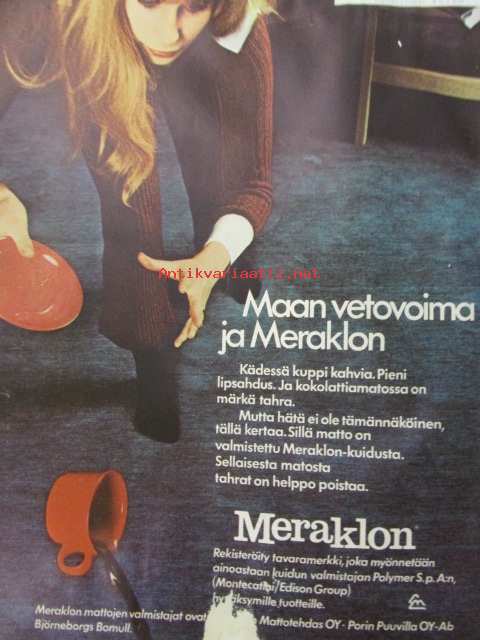 Antikvariaatti.net
Maan vetovoima
ja Meraklon
Kädessä kuppi kahvia. Pieni
lipsahdus. Ja kokolattiamatossa on
märkä tahra.
Mutta hätä ei ole tämännäköinen,
tällä kertaa. Sillä matto on
valmistettu Meraklon-kuidusta.
Sellaisesta matosta
tahrat on helppo poistaa.
Meraklon®
Rekisteröity tavaramerkki, joka myönnetään
ainoastaan kuidun valmistajan Polymer S.p.A:n,
(Montecatini/Edison Group)
hyväksymille tuotteille.
Meraklon mattojen valmistajat ovat Mattotehdas OY - Porin Puuvilla OY-Ab
Björneborgs Bomull.